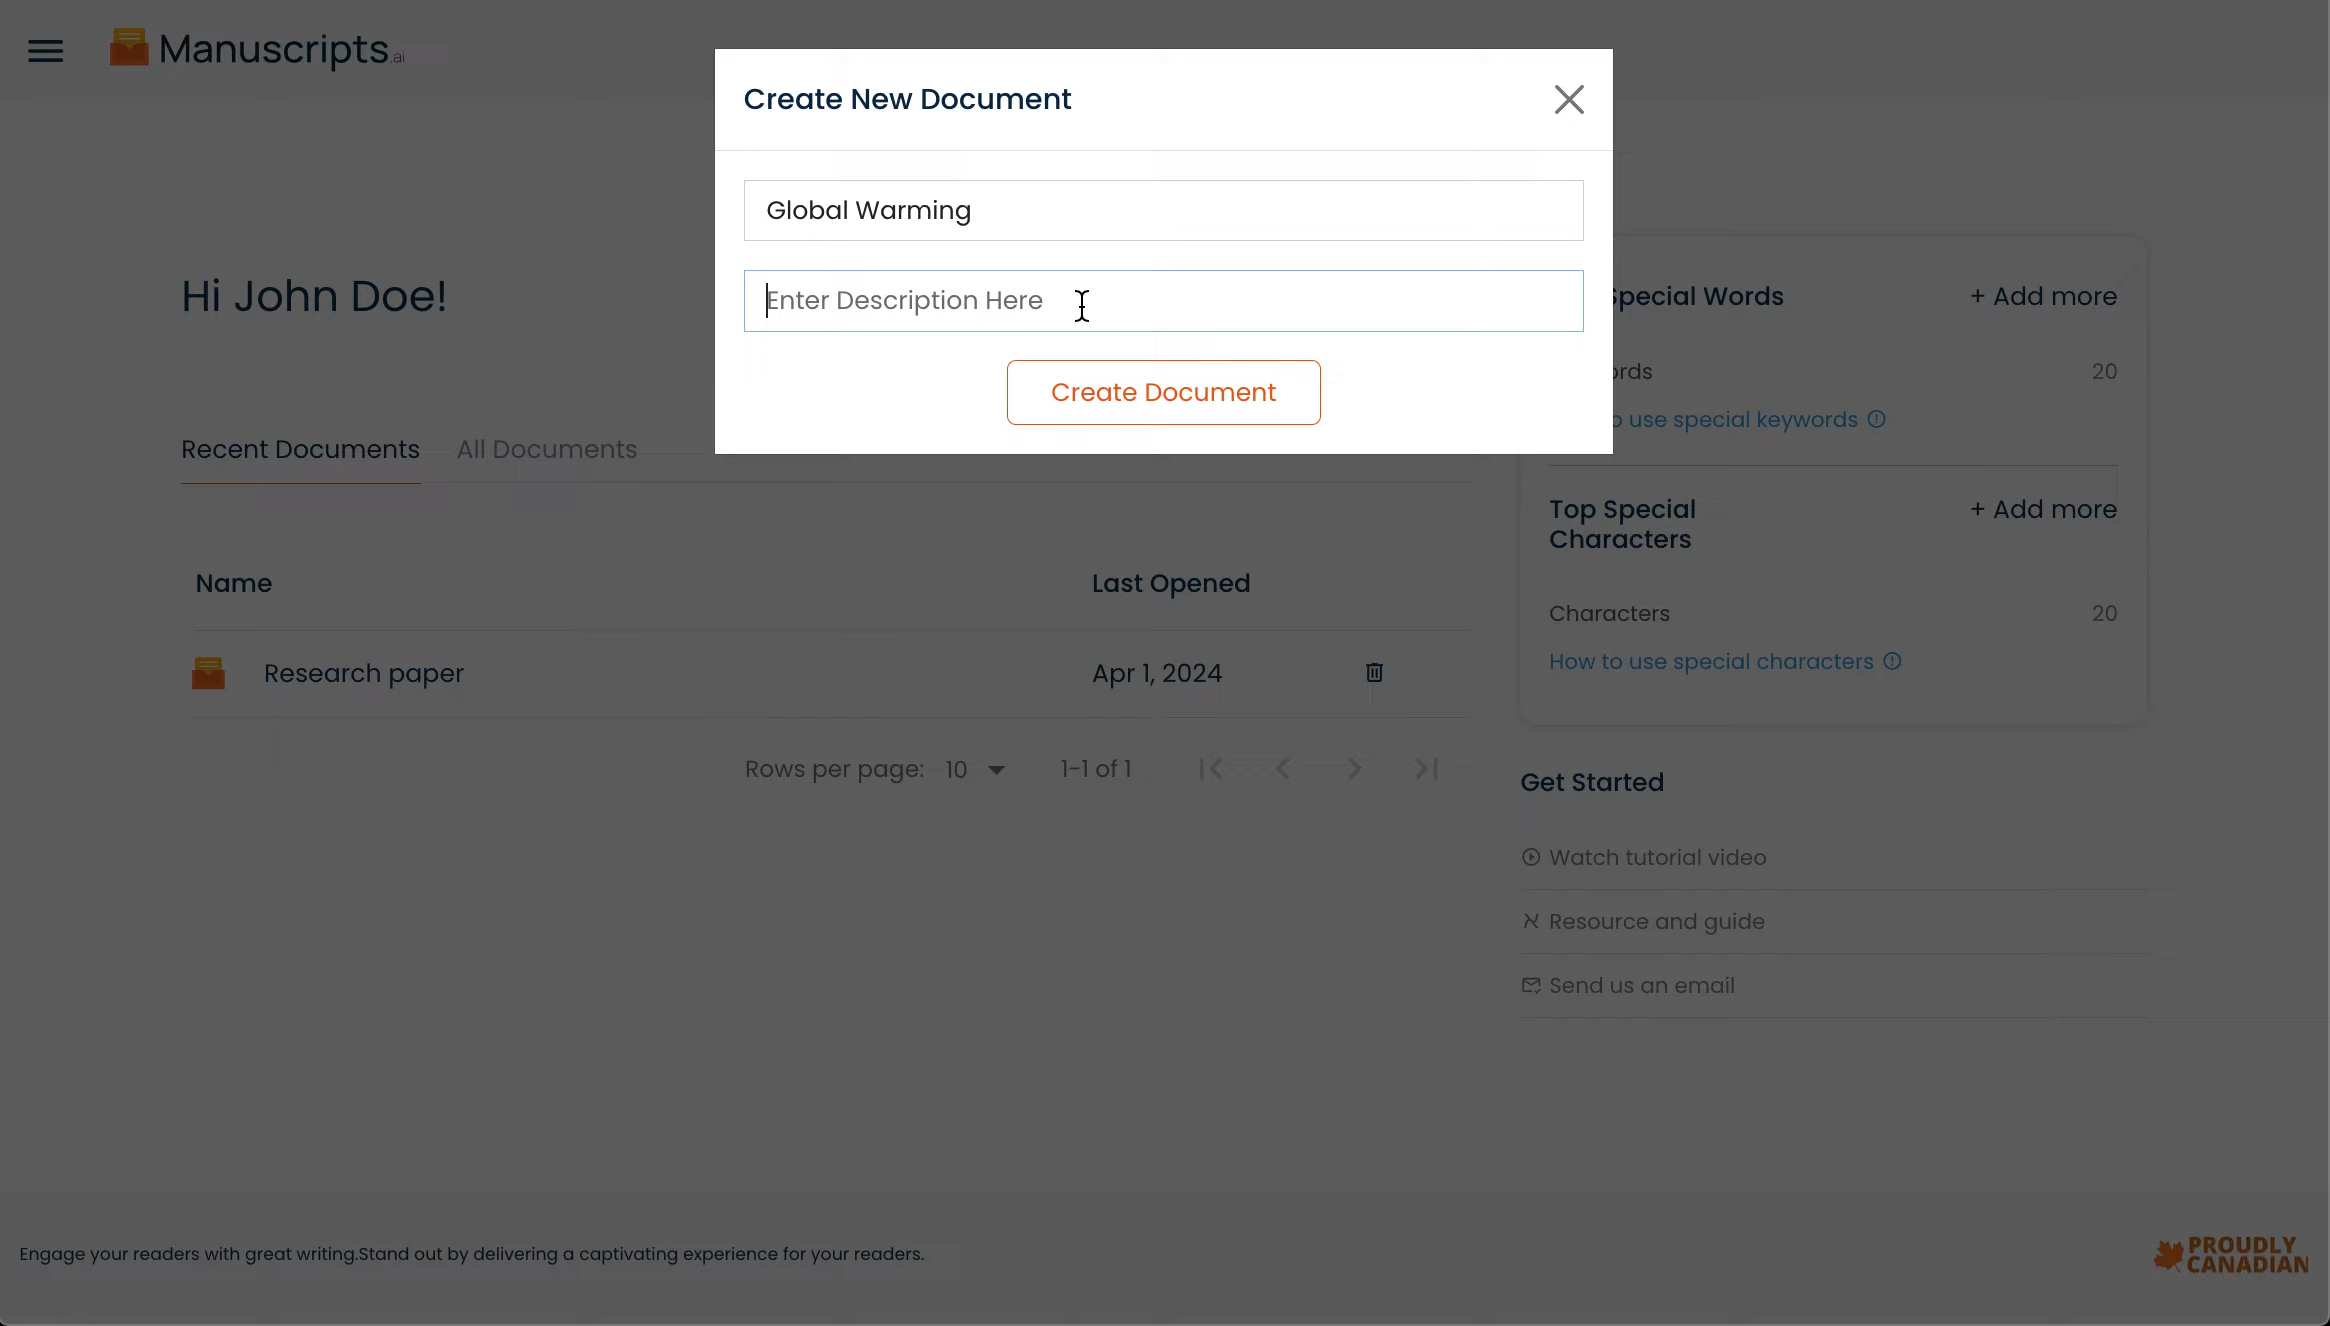 Manuscripts.ai
Create New Document
Global Warming
Enter Description Here
Create Document
Hi John Doe!
Recent Documents
All Documents
Name
Last Opened
Research paper
Apr 1, 2024
Rows per page: 10
1-1 of 1
Special Words
+ Add more
20
use special keywords
Top Special
Characters
+ Add more
Characters
20
How to use special characters
Get Started
Watch tutorial video
Resource and guide
Send us an email
Engage your readers with great writing.Stand out by delivering a captivating experience for your readers.
PROUDLY
CANADIAN